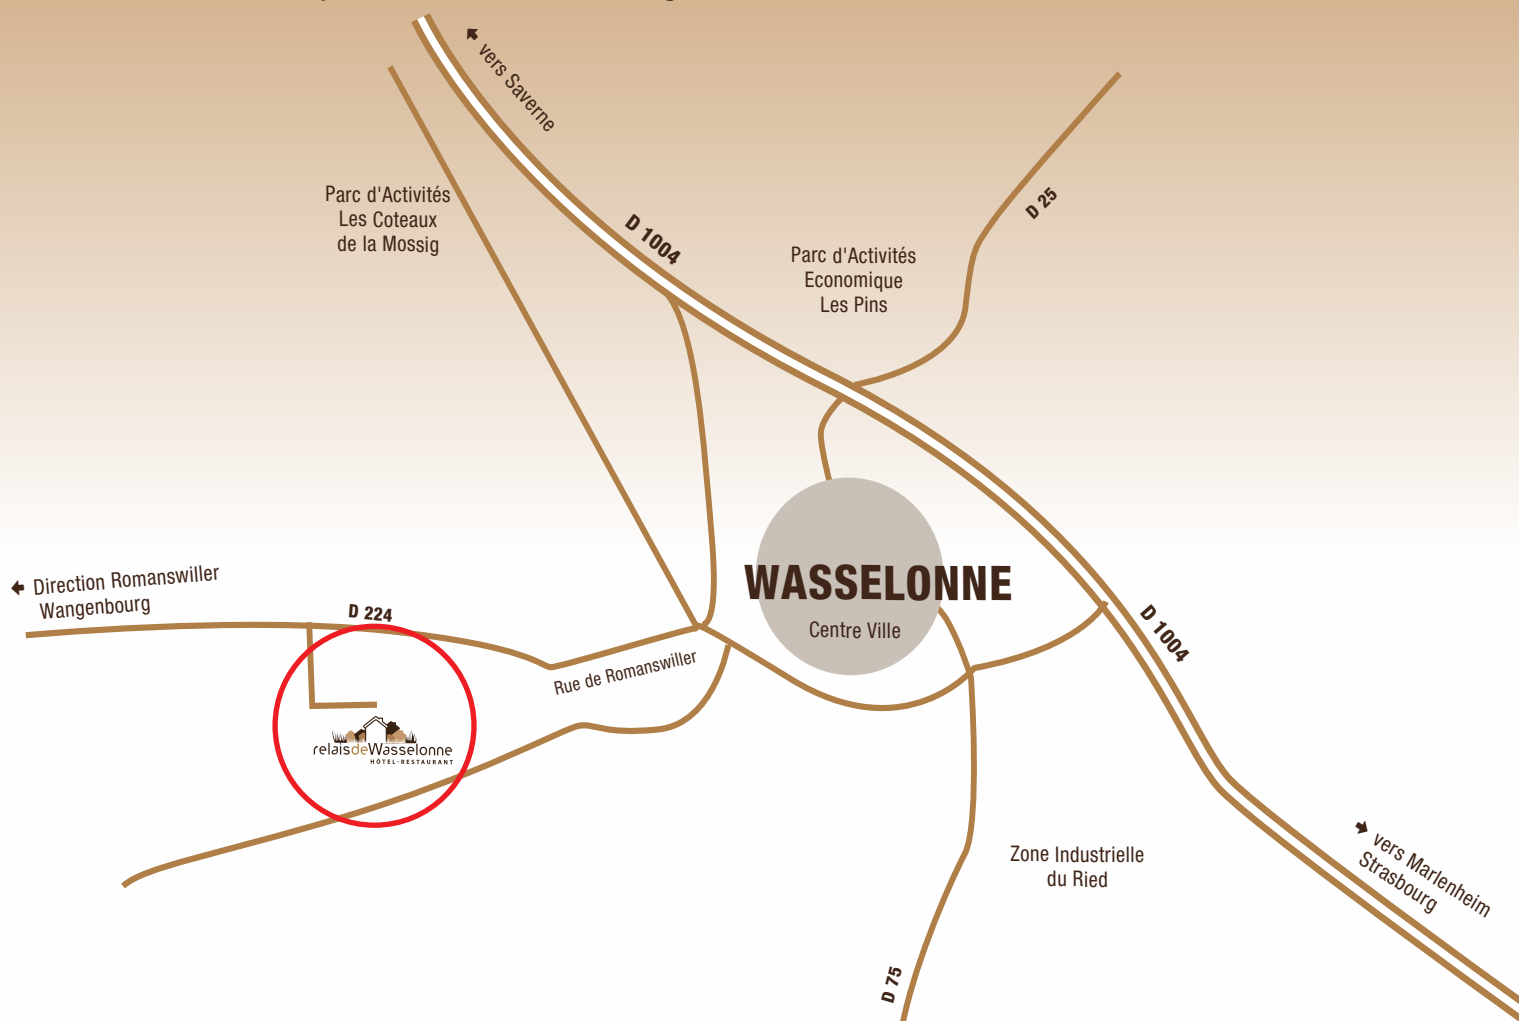 vers Saverne
Parc d'Activités
Les Coteaux
de la Mossig
D 1004
D 25
Parc d'Activités
Economique
Les Pins
WASSELONNE
Centre Ville
Direction Romanswiller
Wangenbourg
D 224
Rue de Romanswiller
D 1004
relaisdeWasselonne
HÔTEL-RESTAURANT
Zone Industrielle
du Ried
vers Marlenheim
Strasbourg
D 75